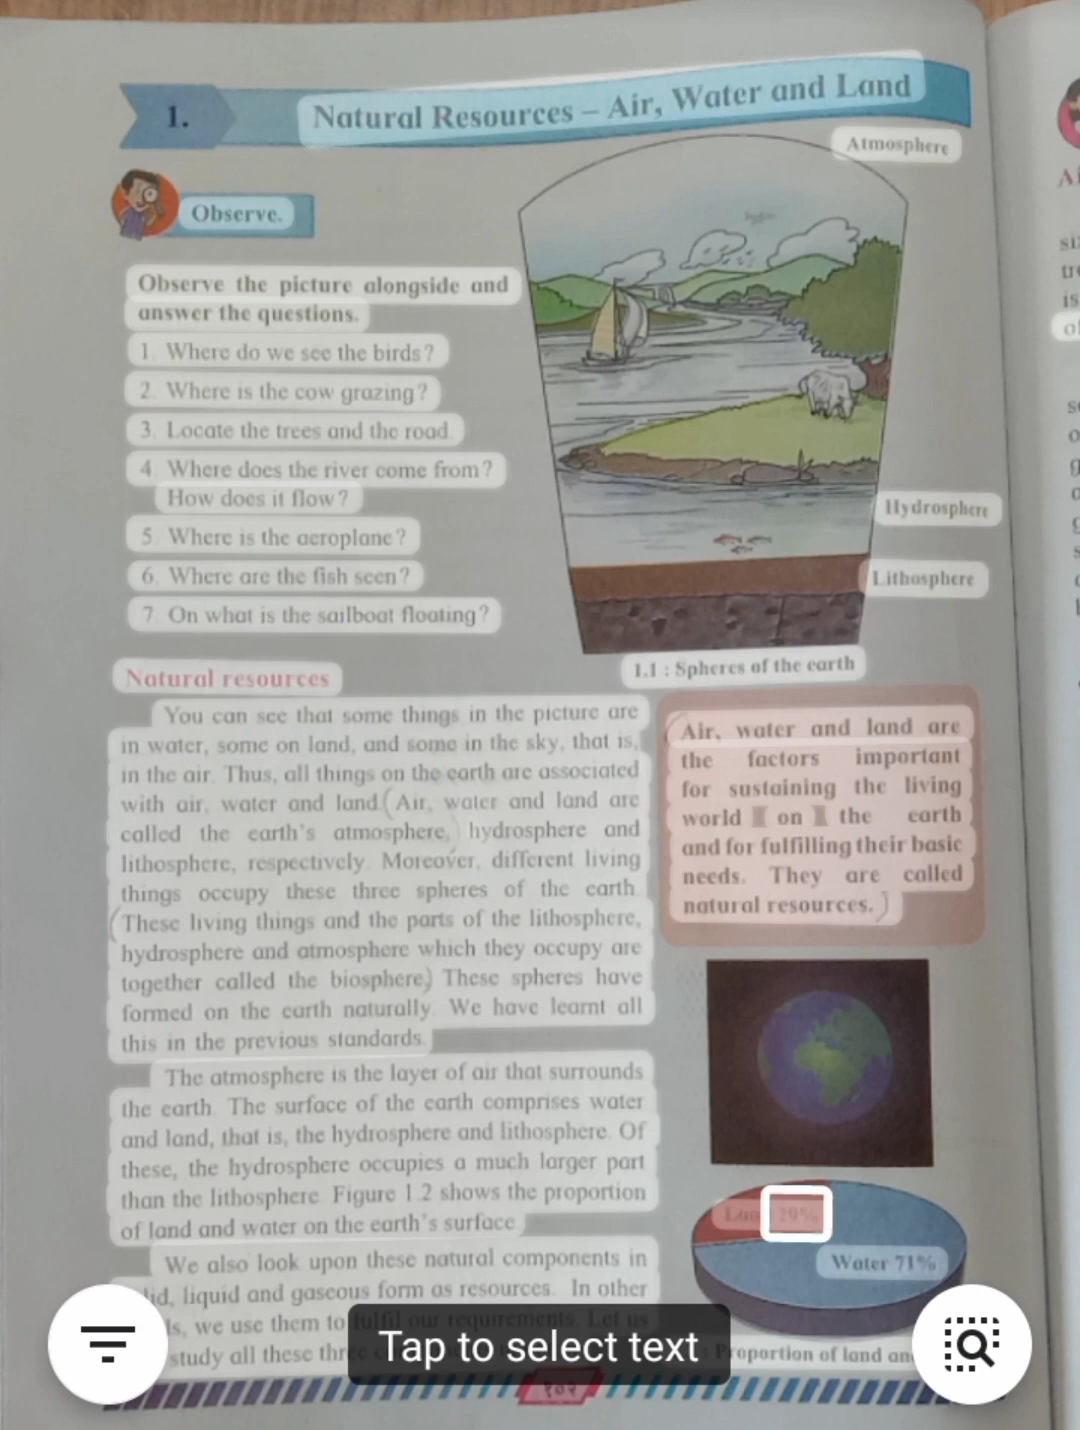 1.
Natural Resources – Air, Water and Land
Atmosphere
Observe.
Observe the picture alongside and
answer the questions.
1. Where do we see the birds?
2. Where is the cow grazing?
3. Locate the trees and the road.
4. Where does the river come from?
How does it flow?
5. Where is the aeroplane?
6. Where are the fish seen?
7. On what is the sailboat floating?
Hydrosphere
Lithosphere
1.1 : Spheres of the earth
Natural resources
You can see that some things in the picture are
in water, some on land, and some in the sky, that is,
in the air. Thus, all things on the earth are associated
with air, water and land. (Air, water and land are
called the earth's atmosphere, hydrosphere and
lithosphere, respectively. Moreover, different living
things occupy these three spheres of the earth.
(These living things and the parts of the lithosphere,
hydrosphere and atmosphere which they occupy are
together called the biosphere.) These spheres have
formed on the earth naturally. We have learnt all
this in the previous standards.
The atmosphere is the layer of air that surrounds
the earth. The surface of the earth comprises water
and land, that is, the hydrosphere and lithosphere. Of
these, the hydrosphere occupies a much larger part
than the lithosphere. Figure 1.2 shows the proportion
of land and water on the earth's surface.
We also look upon these natural components in
lid, liquid and gaseous form as resources. In other
ls, we use them to fulfil our requirements. Let us
study all these thre
(Air, water and land are
the factors important
for sustaining the living
world on the earth
and for fulfilling their basic
needs. They are called
natural resources.)
Lan 29%
Water 71%
Proportion of land an
१०२
Tap to select text